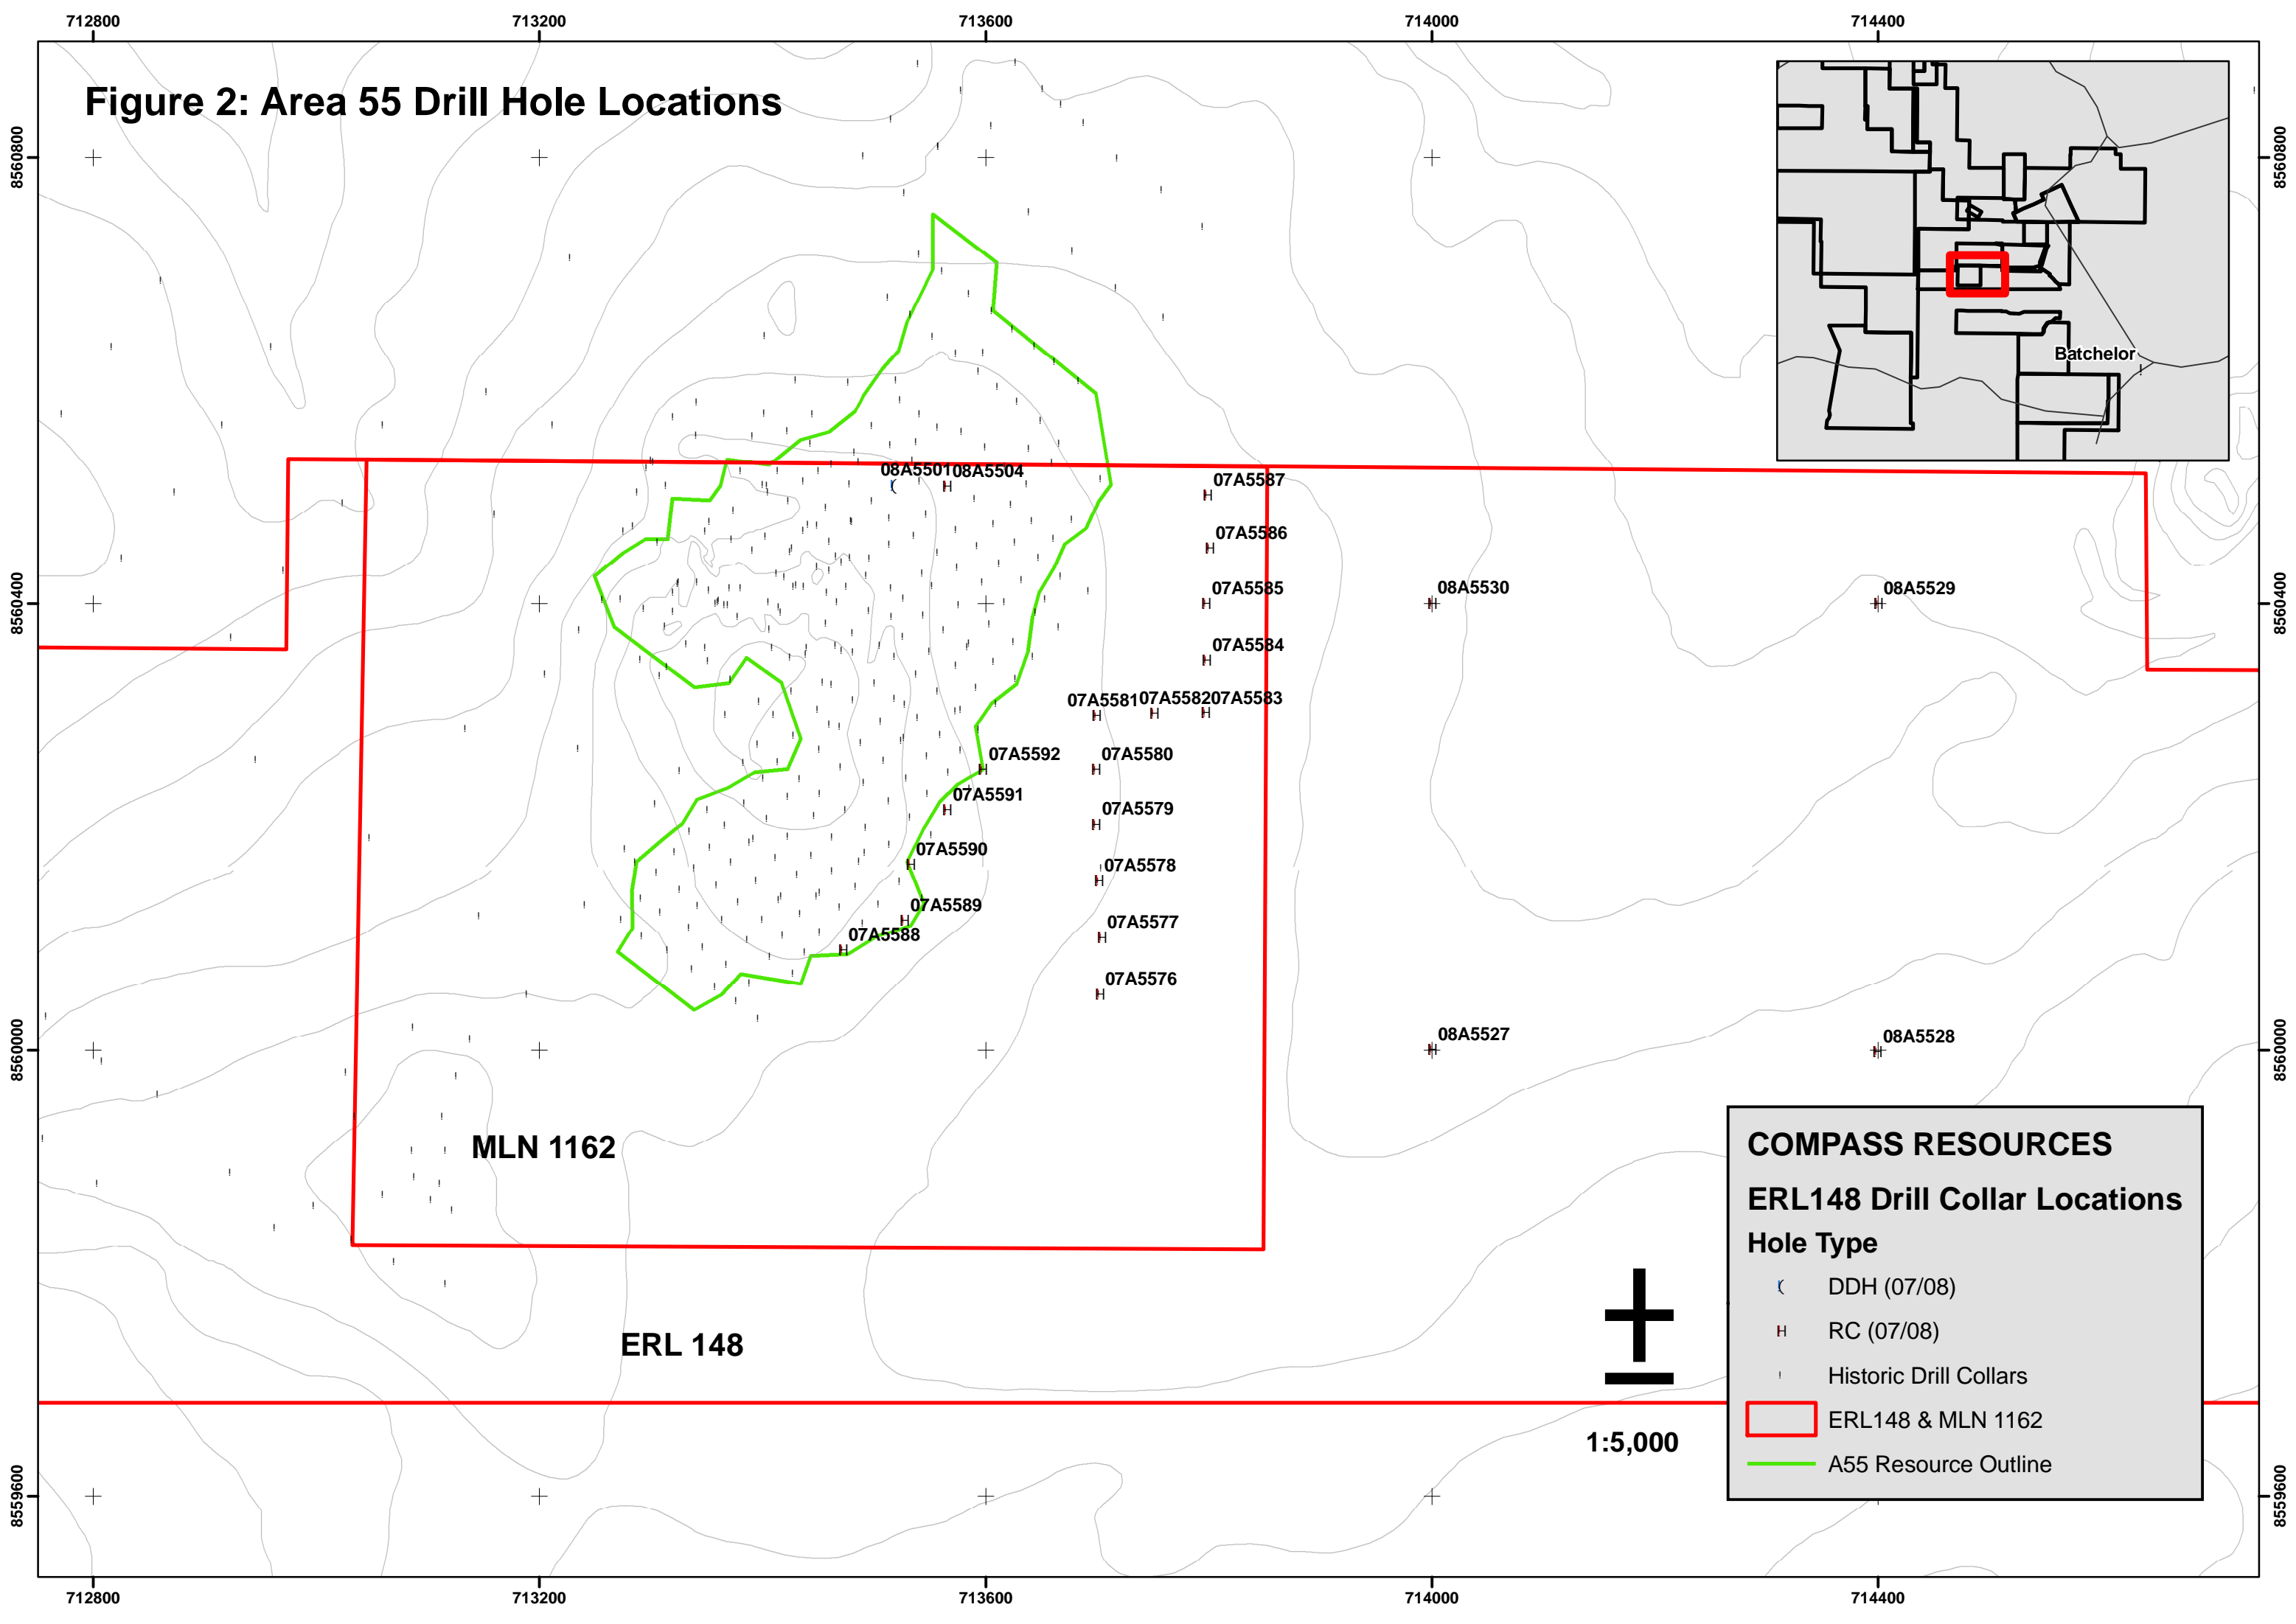 712800 713200 713600 714000 714400
Figure 2: Area 55 Drill Hole Locations
8560800 8560800
Batchelor
08A5501 08A5504
07A5587
07A5586
07A5585
08A5530
08A5529
8560400 8560400
07A5584
07A5581 07A5582 07A5583
07A5592
07A5580
07A5591
07A5579
07A5590
07A5578
07A5589
07A5588
07A5577
07A5576
08A5527
08A5528
8560000 8560000
MLN 1162
ERL 148
±
1:5,000
COMPASS RESOURCES
ERL148 Drill Collar Locations
Hole Type
DDH (07/08)
RC (07/08)
Historic Drill Collars
ERL148 & MLN 1162
A55 Resource Outline
8559600 8559600
712800 713200 713600 714000 714400